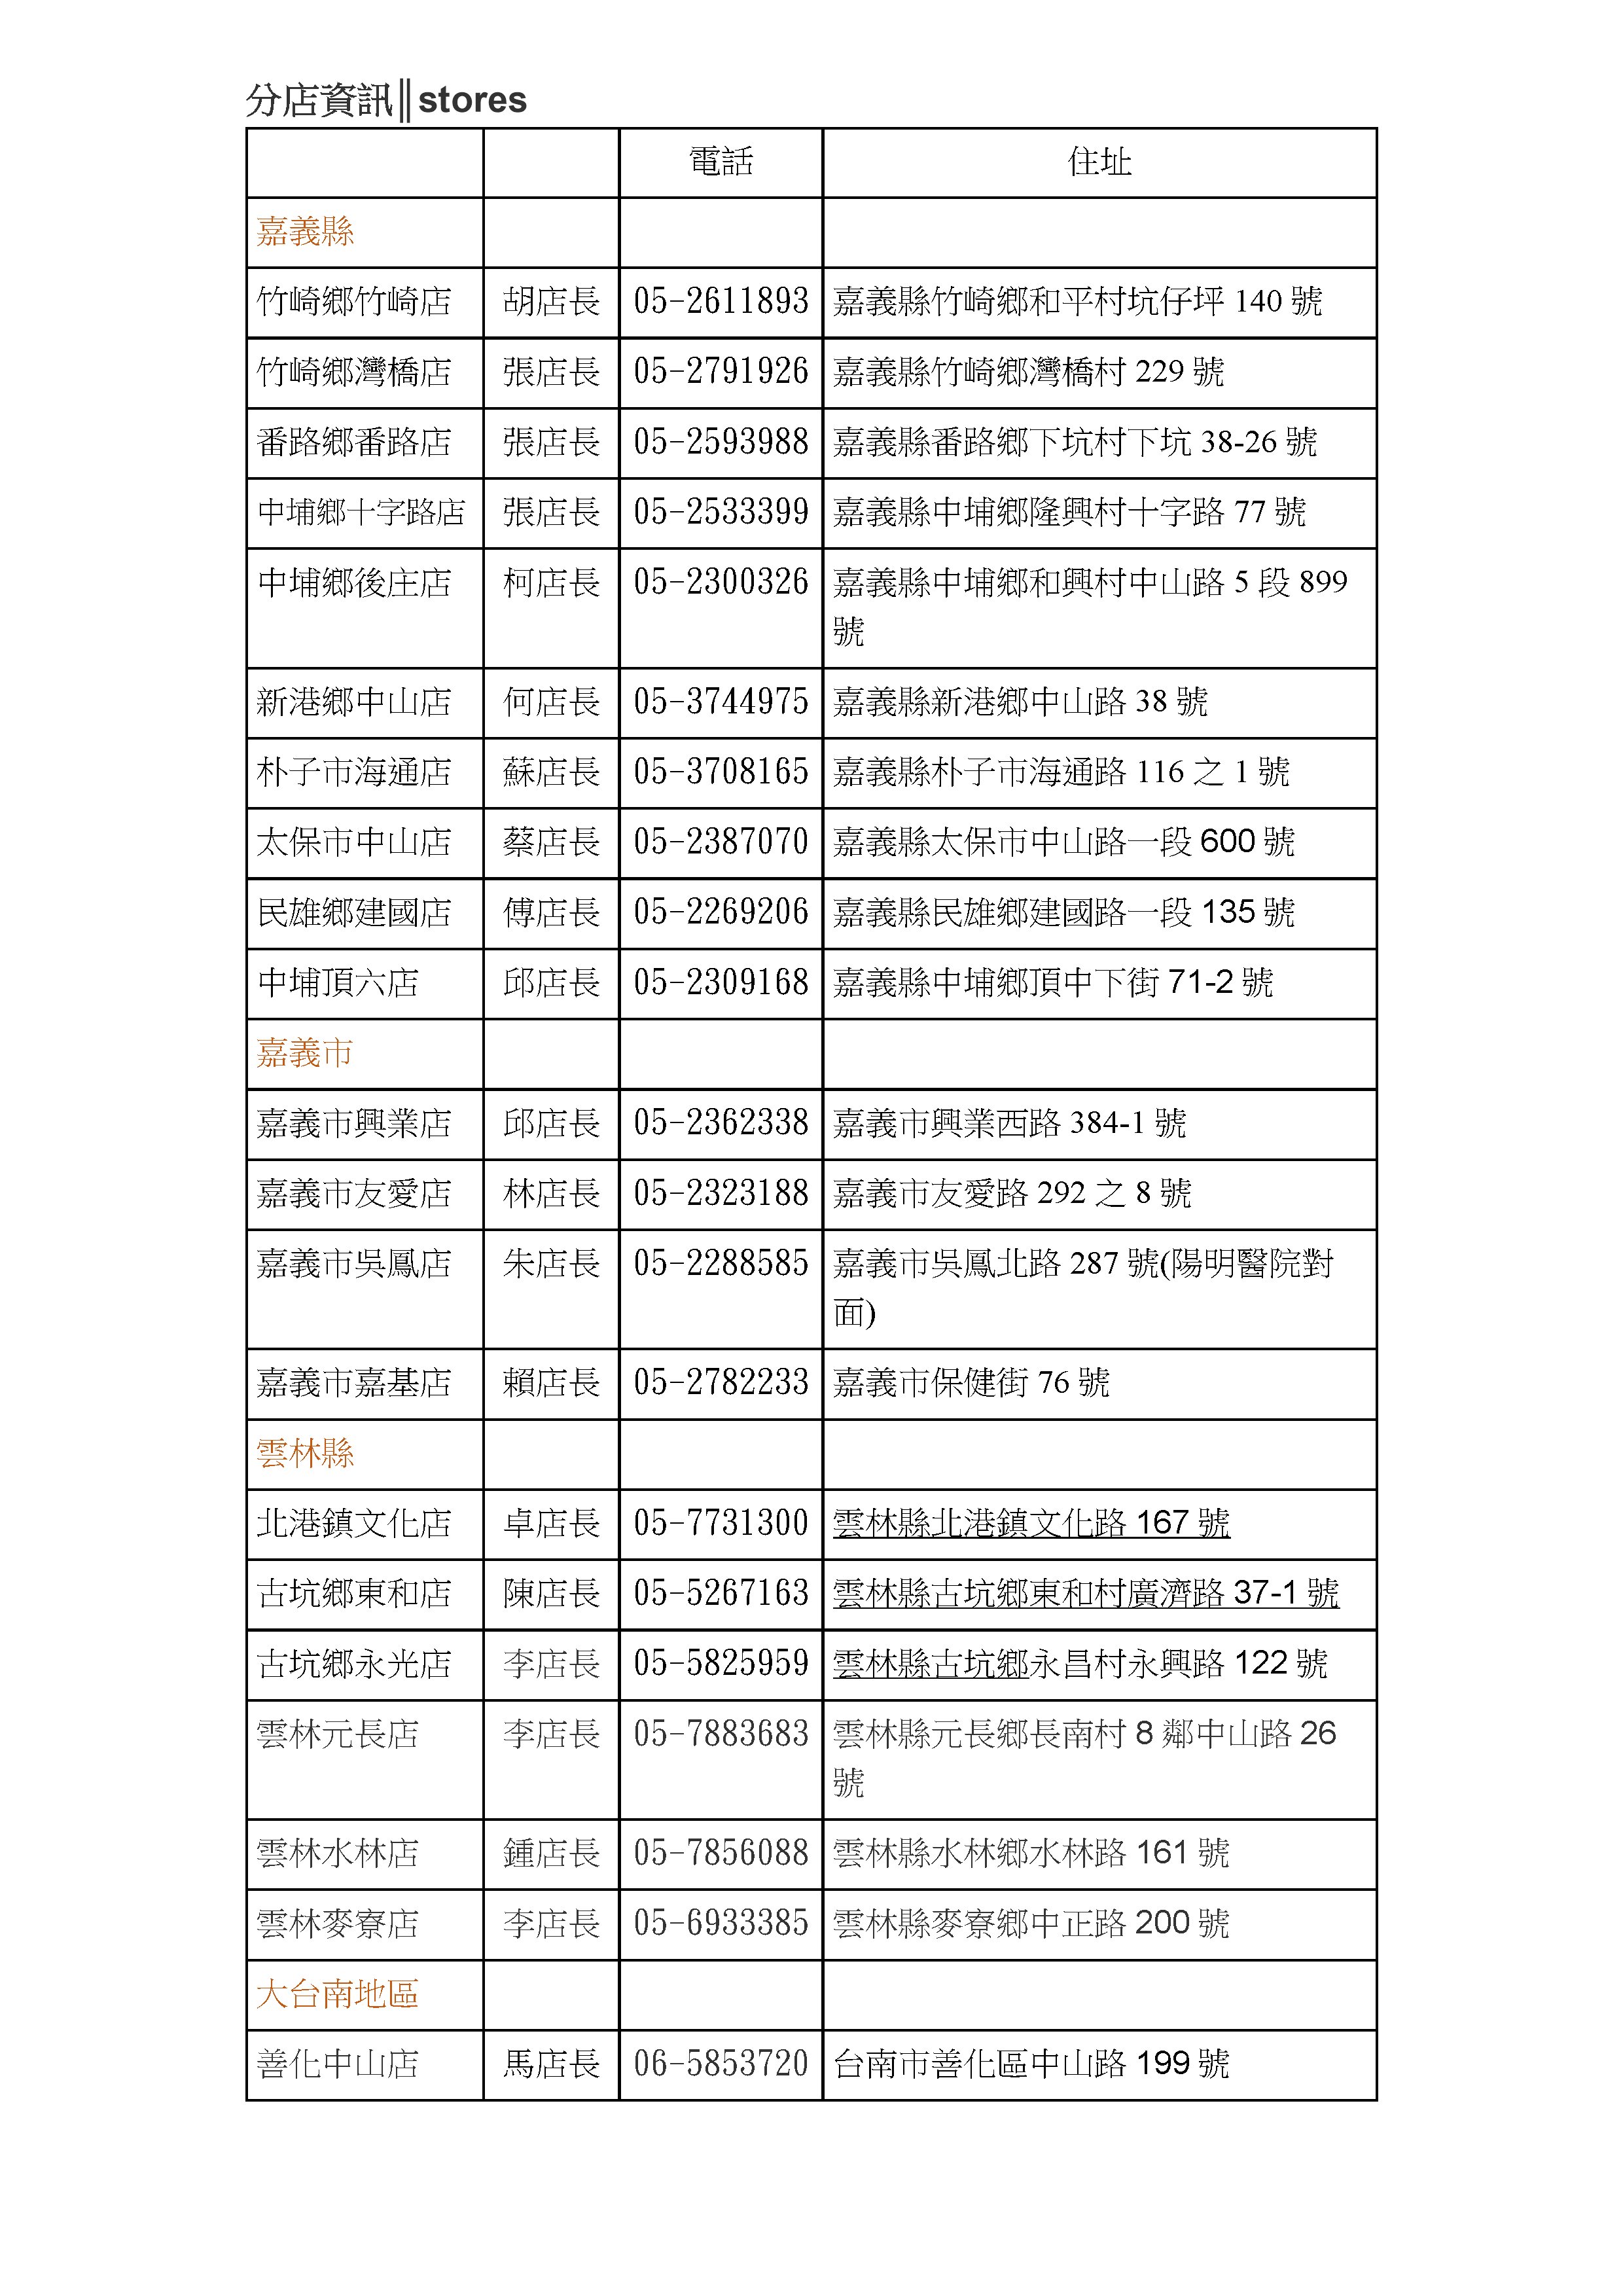 分店資訊║stores
電話 住址
嘉義縣
竹崎鄉竹崎店 胡店長 05-2611893 嘉義縣竹崎鄉和平村坑仔坪 140 號
竹崎鄉灣橋店 張店長 05-2791926 嘉義縣竹崎鄉灣橋村 229 號
番路鄉番路店 張店長 05-2593988 嘉義縣番路鄉下坑村下坑 38-26 號
中埔鄉十字路店 張店長 05-2533399 嘉義縣中埔鄉隆興村十字路 77 號
中埔鄉後庄店 柯店長 05-2300326 嘉義縣中埔鄉和興村中山路 5 段 899
號
新港鄉中山店 何店長 05-3744975 嘉義縣新港鄉中山路 38 號
朴子市海通店 蘇店長 05-3708165 嘉義縣朴子市海通路 116 之 1 號
太保市中山店 蔡店長 05-2387070 嘉義縣太保市中山路一段 600 號
民雄鄉建國店 傅店長 05-2269206 嘉義縣民雄鄉建國路一段 135 號
中埔頂六店 邱店長 05-2309168 嘉義縣中埔鄉頂中下街 71-2 號
嘉義市
嘉義市興業店 邱店長 05-2362338 嘉義市興業西路 384-1 號
嘉義市友愛店 林店長 05-2323188 嘉義市友愛路 292 之 8 號
嘉義市吳鳳店 朱店長 05-2288585 嘉義市吳鳳北路 287 號(陽明醫院對
面)
嘉義市嘉基店 賴店長 05-2782233 嘉義市保健街 76 號
雲林縣
北港鎮文化店 卓店長 05-7731300 雲林縣北港鎮文化路 167 號
古坑鄉東和店 陳店長 05-5267163 雲林縣古坑鄉東和村廣濟路 37-1 號
古坑鄉永光店 李店長 05-5825959 雲林縣古坑鄉永昌村永興路 122 號
雲林元長店 李店長 05-7883683 雲林縣元長鄉長南村 8 鄰中山路 26
號
雲林水林店 鍾店長 05-7856088 雲林縣水林鄉水林路 161 號
雲林麥寮店 李店長 05-6933385 雲林縣麥寮鄉中正路 200 號
大台南地區
善化中山店 馬店長 06-5853720 台南市善化區中山路 199 號